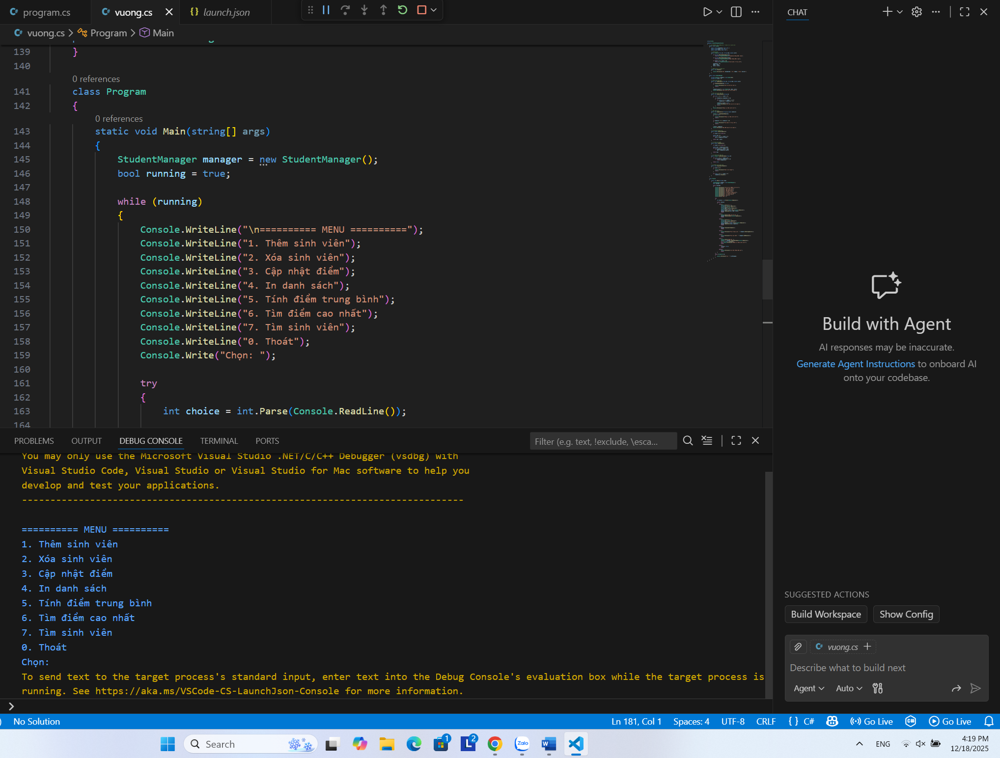 program.cs
vuong.cs
launch.json
CHAT
vuong.cs > Program > Main
139 }
140
0 references
141 class Program
142 {
0 references
143 static void Main(string[] args)
144 {
145 StudentManager manager = new StudentManager();
146 bool running = true;
147
148 while (running)
149 {
150 Console.WriteLine("\n========== MENU ==========");
151 Console.WriteLine("1. Thêm sinh viên");
152 Console.WriteLine("2. Xóa sinh viên");
153 Console.WriteLine("3. Cập nhật điểm");
154 Console.WriteLine("4. In danh sách");
155 Console.WriteLine("5. Tính điểm trung bình");
156 Console.WriteLine("6. Tìm điểm cao nhất");
157 Console.WriteLine("7. Tìm sinh viên");
158 Console.WriteLine("0. Thoát");
159 Console.Write("Chọn: ");
160
161 try
162 {
163 int choice = int.Parse(Console.ReadLine());
164
PROBLEMS OUTPUT DEBUG CONSOLE TERMINAL PORTS
Filter (e.g. text, !exclude, \esca...
You may only use the Microsoft Visual Studio .NET/C/C++ Debugger (vsdbg) with
Visual Studio Code, Visual Studio or Visual Studio for Mac software to help you
develop and test your applications.
------------------------------------------------------------------------------
========== MENU ==========
1. Thêm sinh viên
2. Xóa sinh viên
3. Cập nhật điểm
4. In danh sách
5. Tính điểm trung bình
6. Tìm điểm cao nhất
7. Tìm sinh viên
0. Thoát
Chọn:
To send text to the target process's standard input, enter text into the Debug Console's evaluation box while the target process is
running. See https://aka.ms/VSCode-CS-LaunchJson-Console for more information.
Build with Agent
AI responses may be inaccurate.
Generate Agent Instructions to onboard AI
onto your codebase.
SUGGESTED ACTIONS
Build Workspace
Show Config
vuong.cs
Describe what to build next
Agent
Auto
No Solution
Ln 181, Col 1
Spaces: 4
UTF-8
CRLF
{ } C#
Go Live
Go Live
Search
1
2
Zalo
ENG
4:19 PM
12/18/2025